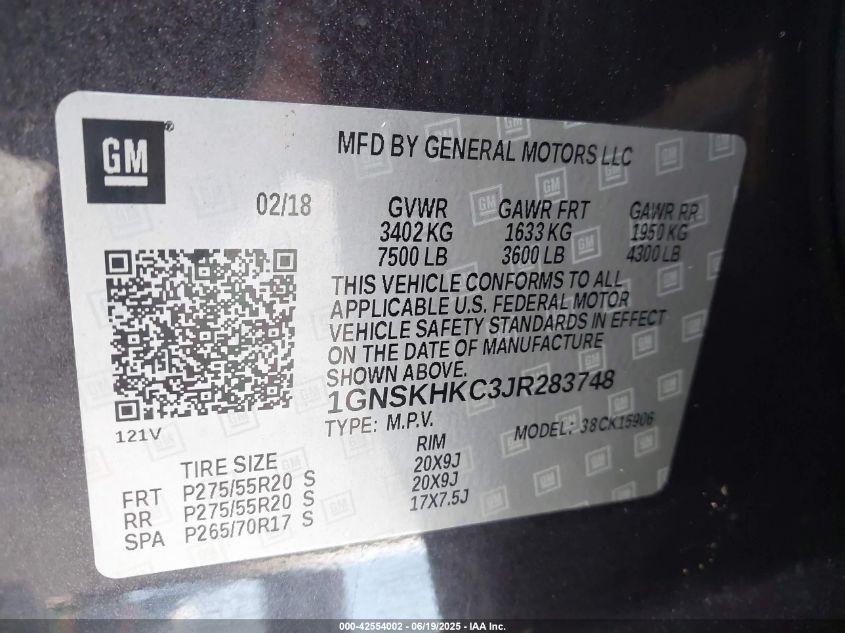 GM
MFD BY GENERAL MOTORS LLC
02/18
GVWR GAWR FRT GAWR RR
3402 KG 1633 KG 1950 KG
7500 LB 3600 LB 4300 LB
THIS VEHICLE CONFORMS TO ALL
APPLICABLE U.S. FEDERAL MOTOR
VEHICLE SAFETY STANDARDS IN EFFECT
ON THE DATE OF MANUFACTURE
SHOWN ABOVE.
1GNSKHKC3JR283748
TYPE: M.P.V. MODEL: 38CK15906
121V
TIRE SIZE RIM
FRT P275/55R20 S 20X9J
RR P275/55R20 S 20X9J
SPA P265/70R17 S 17X7.5J
000-42554002 - 06/19/2025 - IAA Inc.